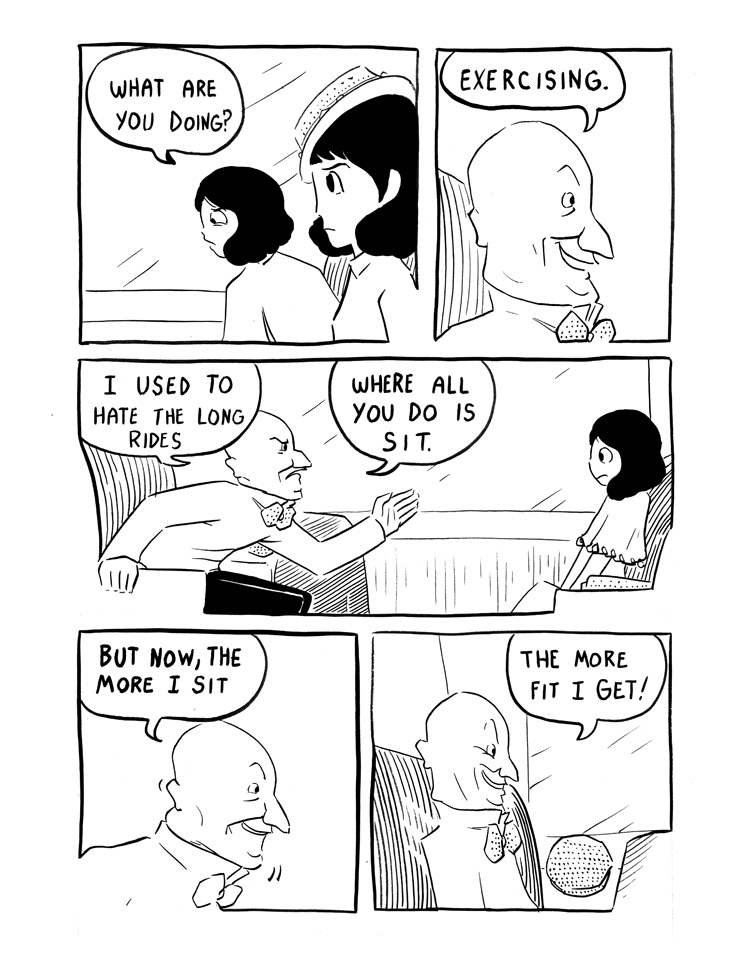 WHAT ARE
YOU DOING?
EXERCISING.
I USED TO
HATE THE LONG
RIDES
WHERE ALL
YOU DO IS
SIT.
BUT NOW, THE
MORE I SIT
THE MORE
FIT I GET!